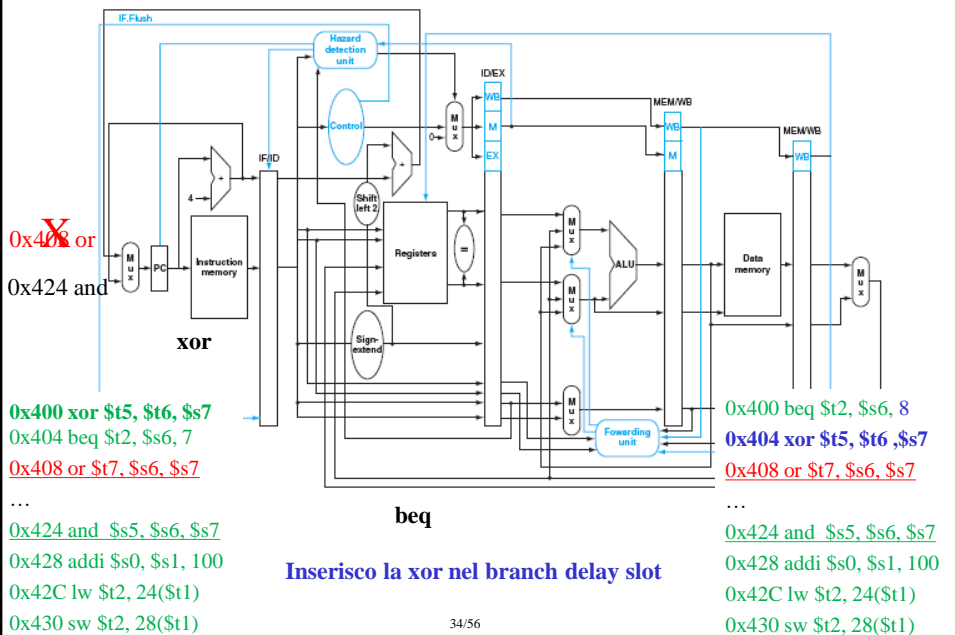 IF.Flush
Hazard
detection
unit
ID/EX
WB
M
EX
Control
M
u
x
0
MEM/WB
WB
M
MEM/WB
WB
IF/ID
+
4
+
Shift
left 2
Registers
=
M
u
x
PC
Instruction
memory
Sign-
extend
M
u
x
M
u
x
ALU
Data
memory
M
u
x
M
u
x
Fowarding
unit
X
0x408 or
0x424 and
xor
beq
0x400 xor $t5, $t6, $s7
0x404 beq $t2, $s6, 7
0x408 or $t7, $s6, $s7
…
0x424 and $s5, $s6, $s7
0x428 addi $s0, $s1, 100
0x42C lw $t2, 24($t1)
0x430 sw $t2, 28($t1)
Inserisco la xor nel branch delay slot
34/56
0x400 beq $t2, $s6, 8
0x404 xor $t5, $t6 ,$s7
0x408 or $t7, $s6, $s7
…
0x424 and $s5, $s6, $s7
0x428 addi $s0, $s1, 100
0x42C lw $t2, 24($t1)
0x430 sw $t2, 28($t1)